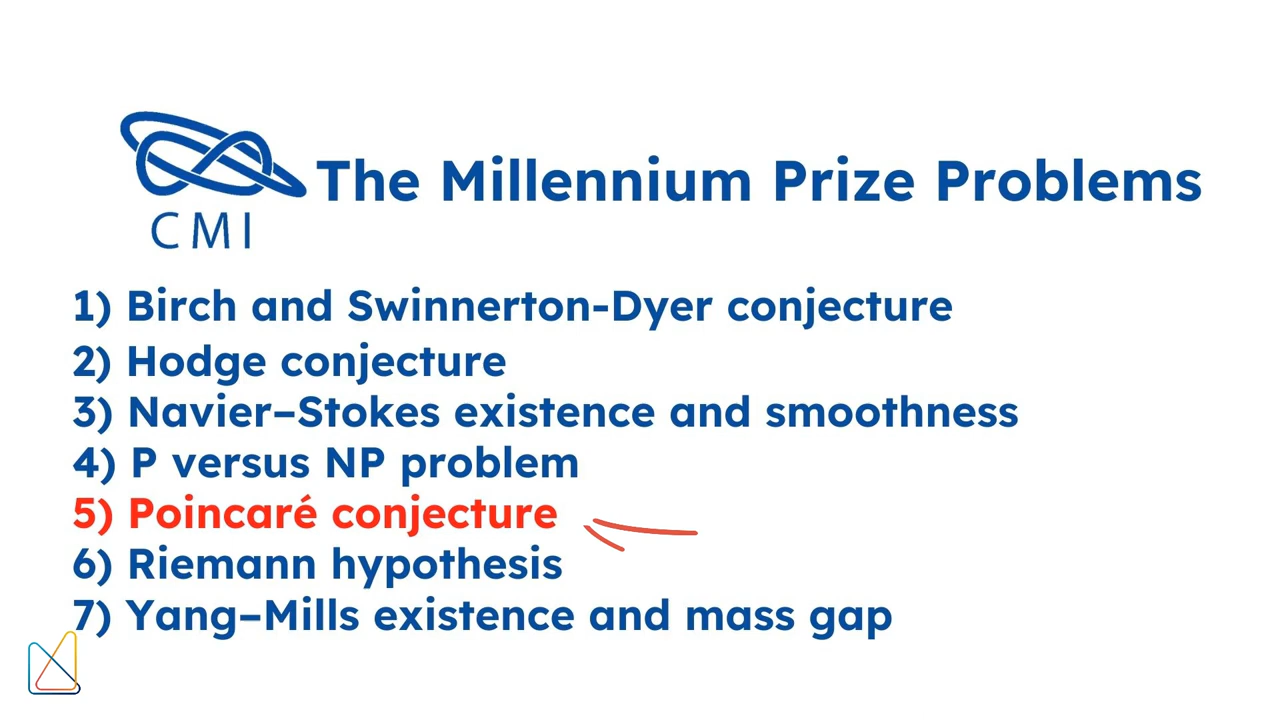 The Millennium Prize Problems
CMI
1) Birch and Swinnerton-Dyer conjecture
2) Hodge conjecture
3) Navier–Stokes existence and smoothness
4) P versus NP problem
5) Poincaré conjecture
6) Riemann hypothesis
7) Yang–Mills existence and mass gap